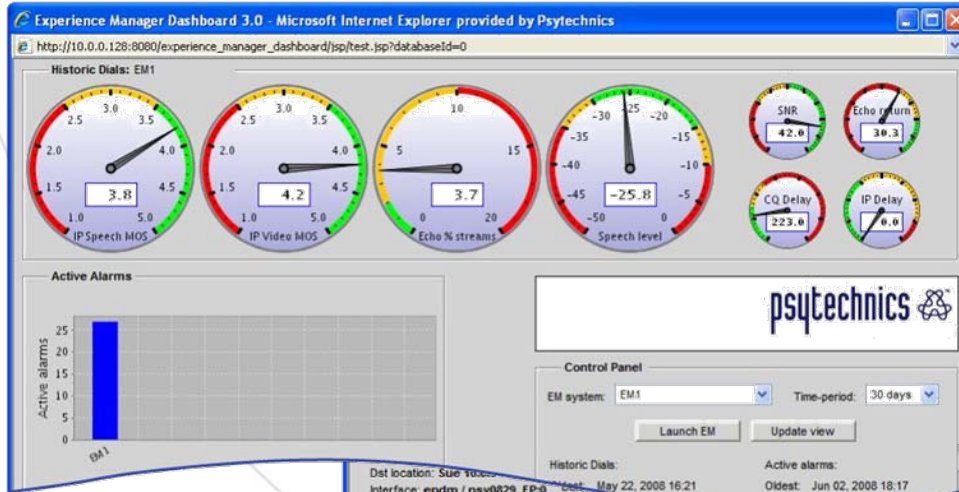 Experience Manager Dashboard 3.0 - Microsoft Internet Explorer provided by Psytechnics
http://10.0.0.128:8080/experience_manager_dashboard/jsp/test.jsp?databaseId=0
Historic Dials: EM1
1.0 1.5 2.0 2.5 3.0 3.5 4.0 4.5 5.0
3.8
IP Speech MOS
1.0 1.5 2.0 2.5 3.0 3.5 4.0 4.5 5.0
4.2
IP Video MOS
0 5 10 15 20
3.7
Echo % streams
-50 -45 -40 -35 -30 -25 -20 -15 -10 -5 0
-25.8
Speech level
SNR
42.0
Echo return
30.3
CQ Delay
223.0
IP Delay
0.0
Active Alarms
Active alarms
25
20
15
10
5
0
EM1
psytechnics
Control Panel
EM system: EM1
Time-period: 30 days
Launch EM
Update view
Historic Dials:
Active alarms:
May 22, 2008 16:21
Oldest: Jun 02, 2008 18:17
Dst location: Sue
Interface: